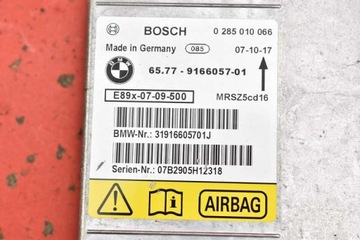 BOSCH 0 285 010 066
Made in Germany 085 07-10-17
BMW
65.77 - 9166057-01
E89x-07-09-500 MRSZ5cd16
BMW-Nr.: 31916605701J
Serien-Nr.: 07B2905H12318
AIRBAG